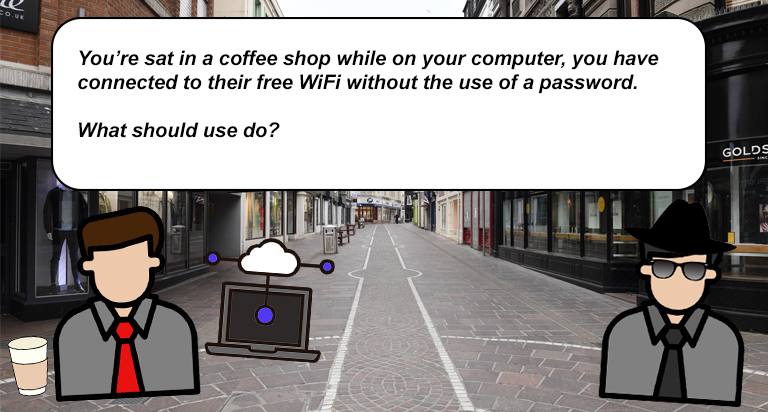 You're sat in a coffee shop while on your computer, you have
connected to their free WiFi without the use of a password.
What should use do?
GOLDS
CO.UK